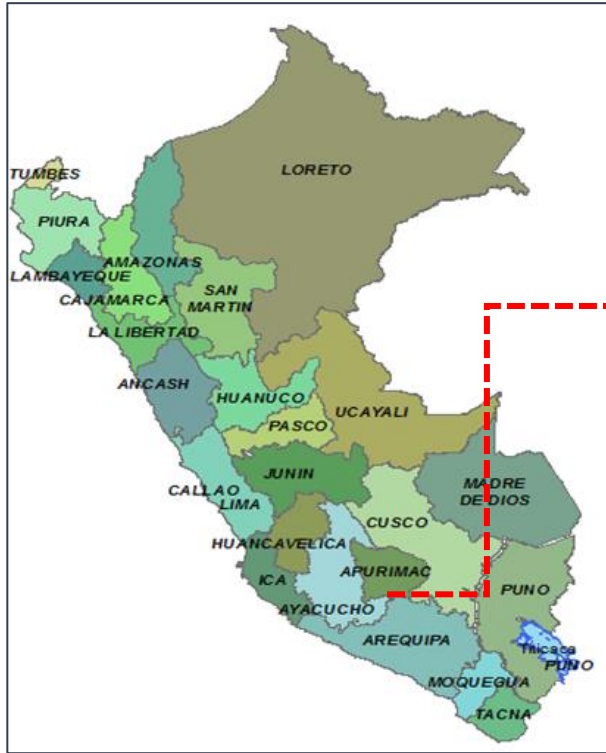 LORETO
TUMBES
PIURA
AMAZONAS
LAMBAYEQUE
SAN
MARTIN
CAJAMARCA
LA LIBERTAD
ANCASH
HUANUCO
UCAYALI
PASCO
JUNIN
MADRE
DE DIOS
CALLAO
LIMA
CUSCO
HUANCAVELICA
APURIMAC
ICA
PUNO
AYACUCHO
AREQUIPA
Titicaca
PUNO
MOQUEGUA
TACNA